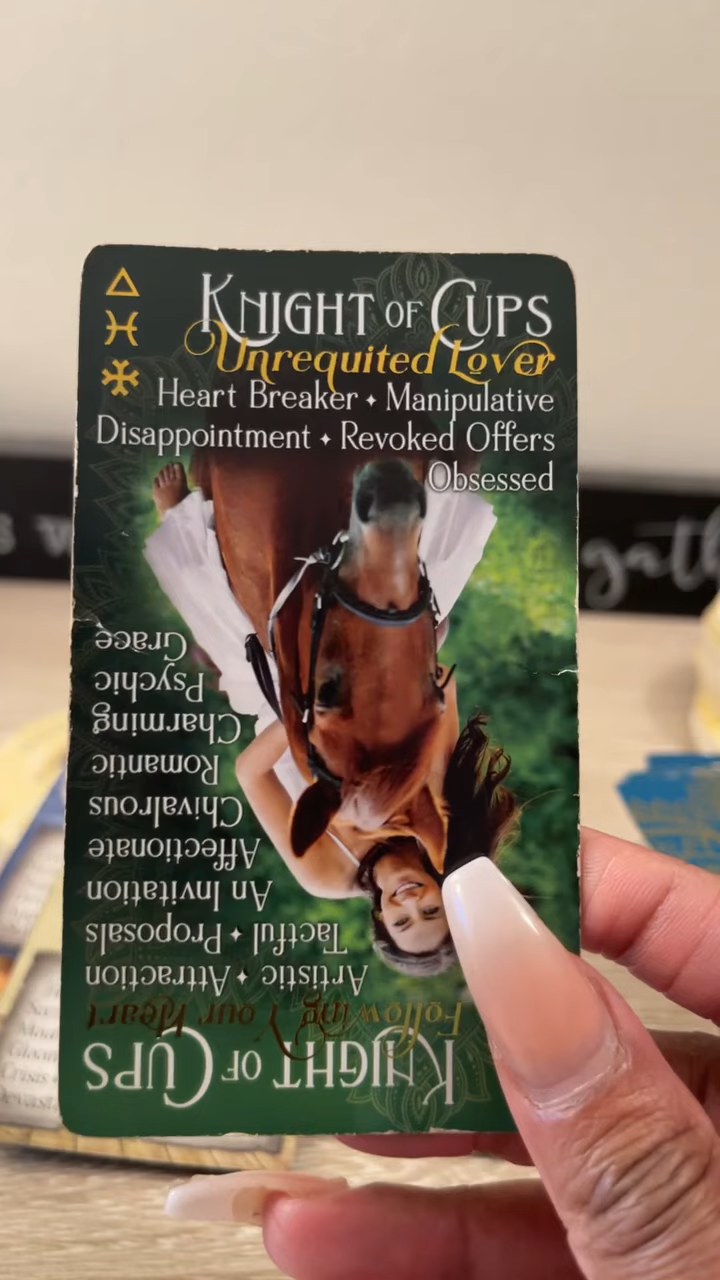 KNIGHT OF CUPS
Unrequited Lover
Heart Breaker • Manipulative
Disappointment • Revoked Offers
Obsessed
Grace
Psychic
Charming
Romantic
Chivalrous
Affectionate
An Invitation
Tactful • Proposals
Artistic • Attraction
Following Your Heart
KNIGHT OF CUPS